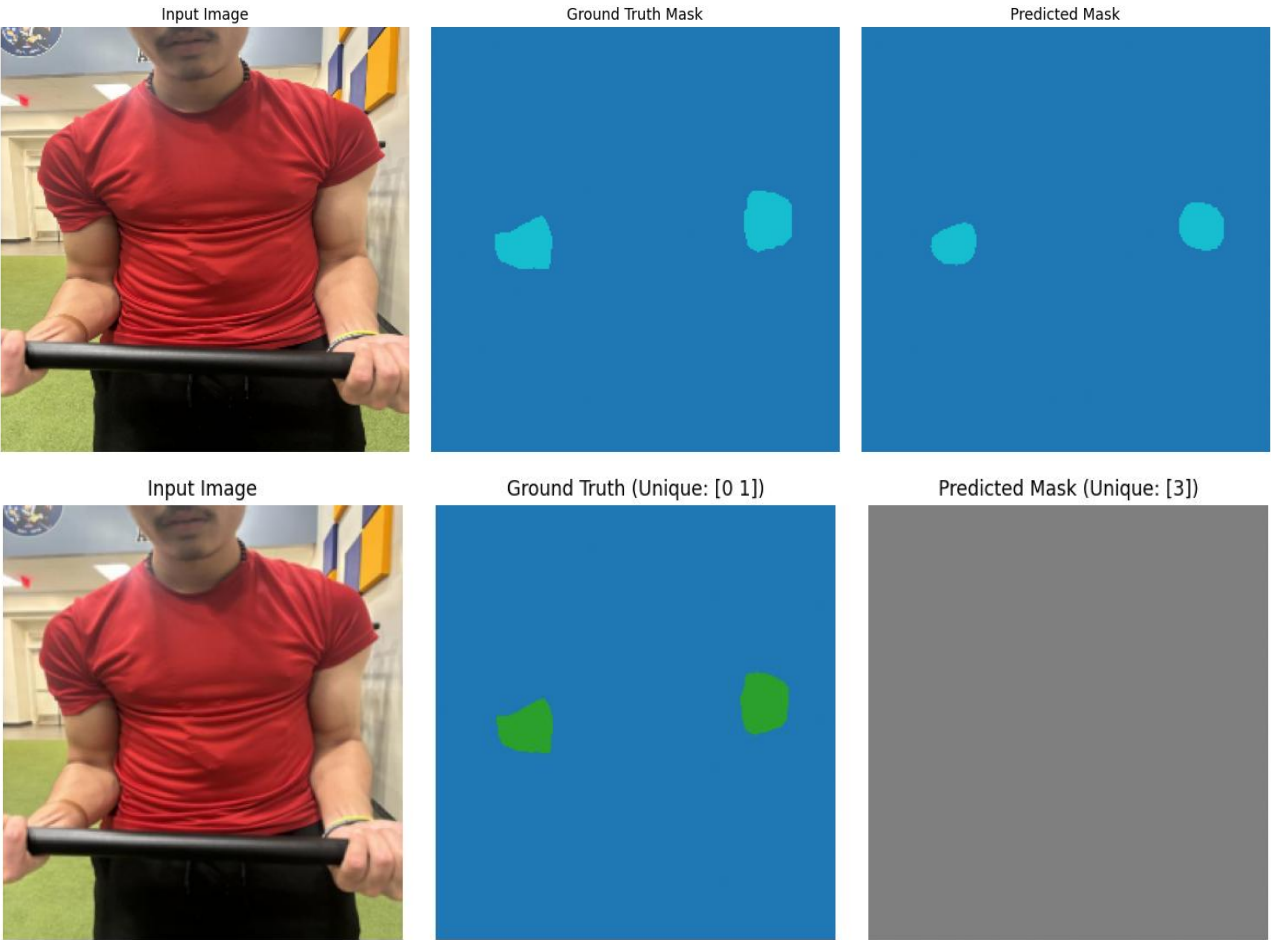 Input Image
Ground Truth Mask
Predicted Mask
Input Image
Ground Truth (Unique: [0 1])
Predicted Mask (Unique: [3])